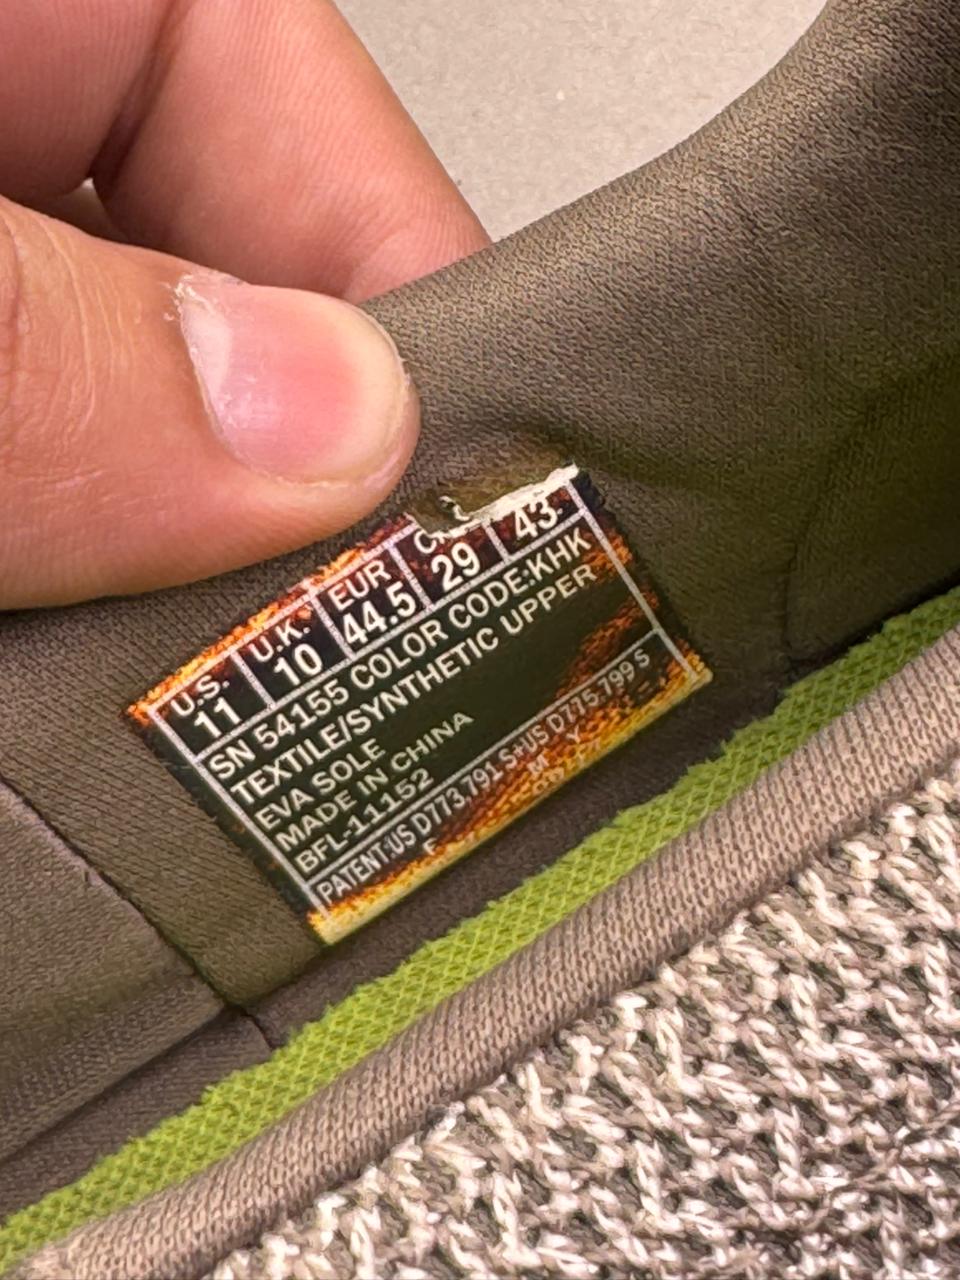 U.S. U.K. EUR
11 10 44.5 29 43
SN 54155 COLOR CODE:KHK
TEXTILE/SYNTHETIC UPPER
EVA SOLE
MADE IN CHINA
BFL-11152
PATENT:US D773,791 S+US D775,799 S